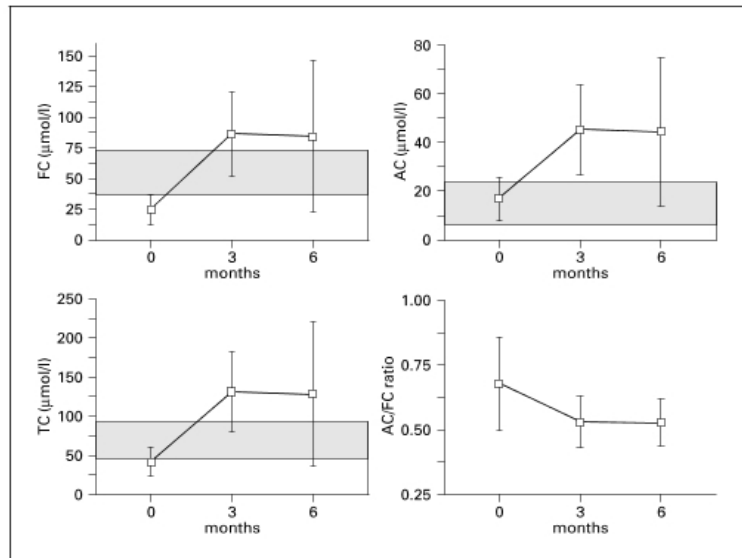 150
125
100
75
50
25
0
FC (μmol/l)
0 3 6
months
80
60
40
20
0
AC (μmol/l)
0 3 6
months
250
200
150
100
50
0
TC (μmol/l)
0 3 6
months
1.00
0.75
0.50
0.25
AC/FC ratio
0 3 6
months